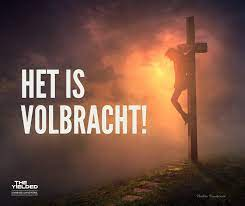 HET IS
VOLBRACHT!
THE
YIELDED